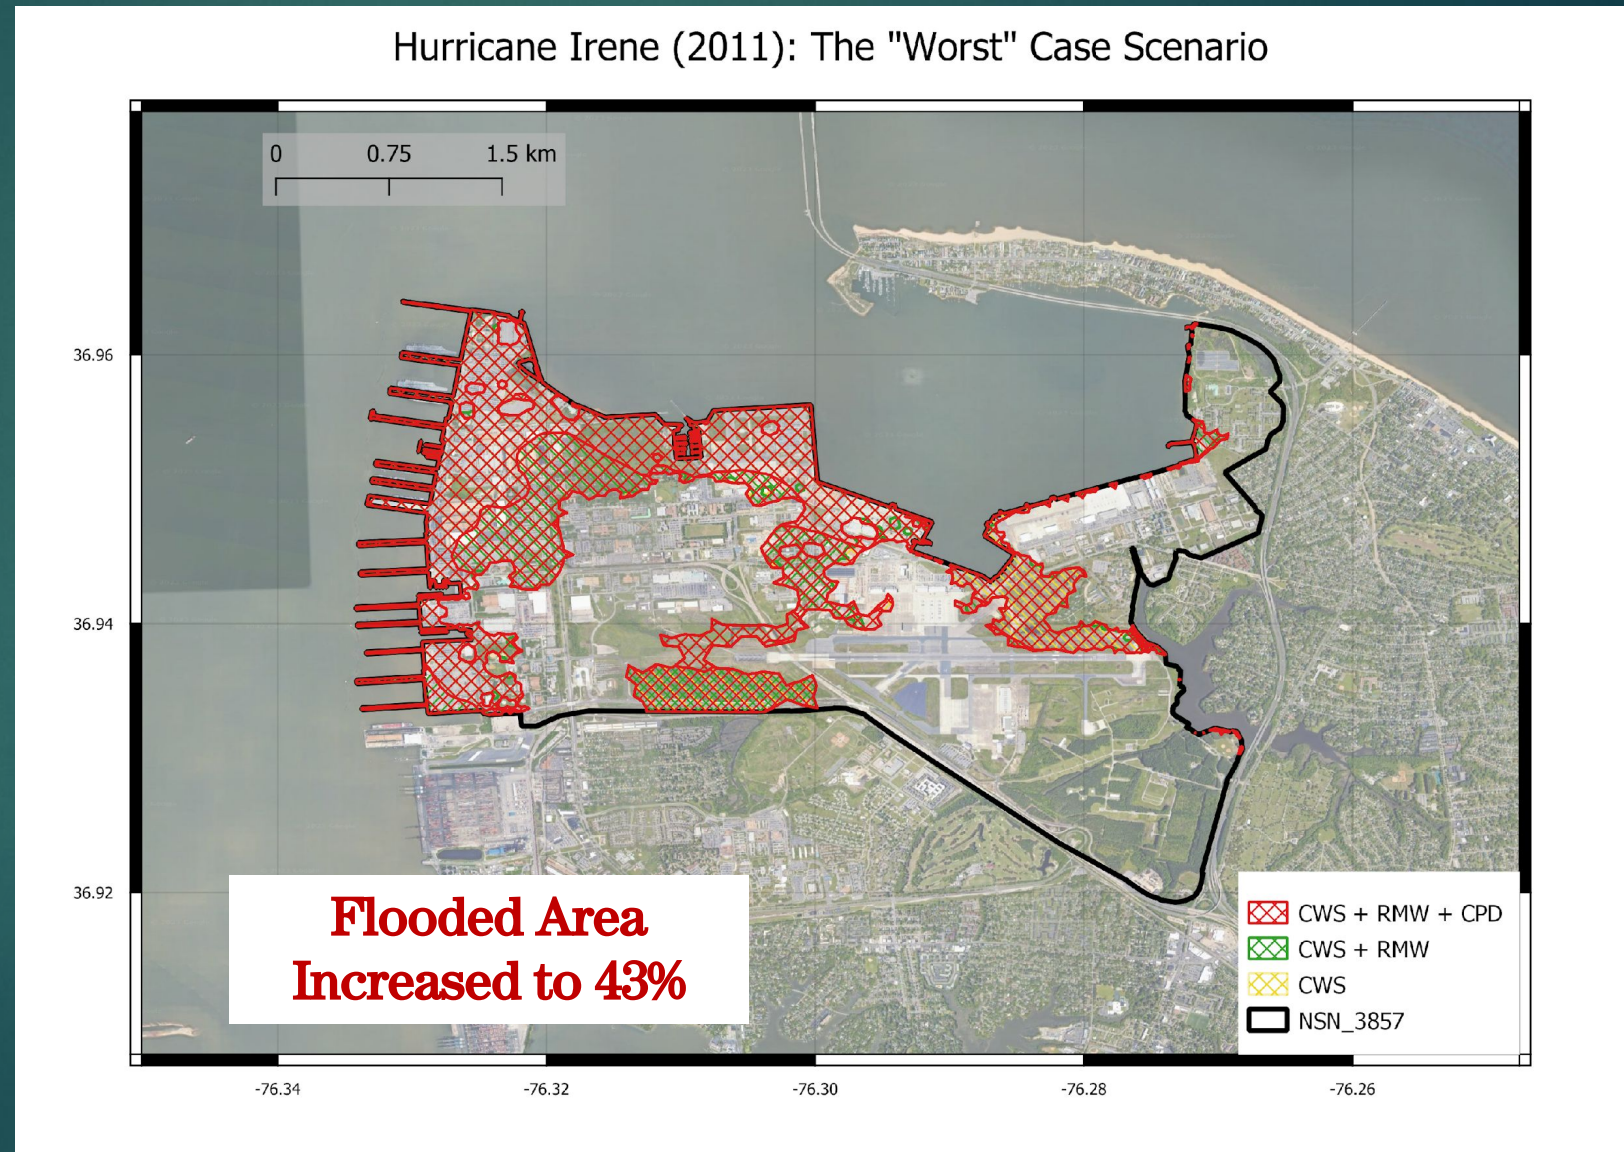 Hurricane Irene (2011): The "Worst" Case Scenario
0 0.75 1.5 km
36.96
36.94
36.92
Flooded Area
Increased to 43%
CWS + RMW + CPD
CWS + RMW
CWS
NSN_3857
-76.34 -76.32 -76.30 -76.28 -76.26